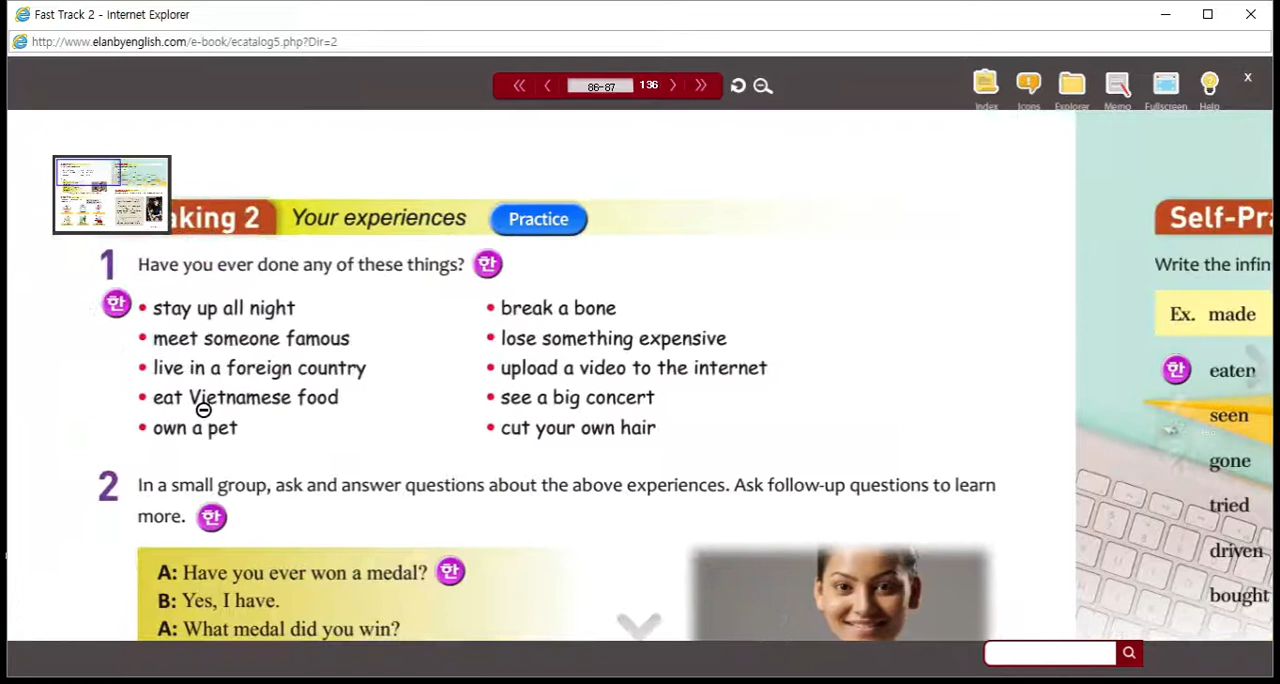 Fast Track 2 - Internet Explorer
http://www.elanbyenglish.com/e-book/ecatalog5.php?Dir=2
86-87 136
Index Icons Explorer Memo Fullscreen Help x
aking 2 Your experiences Practice
1 Have you ever done any of these things? 한
한
• stay up all night
• meet someone famous
• live in a foreign country
• eat Vietnamese food
• own a pet
• break a bone
• lose something expensive
• upload a video to the internet
• see a big concert
• cut your own hair
2 In a small group, ask and answer questions about the above experiences. Ask follow-up questions to learn
more. 한
A: Have you ever won a medal? 한
B: Yes, I have.
A: What medal did you win?
Self-Pr
Write the infin
Ex. made
한 eaten
seen
gone
tried
driven
bought